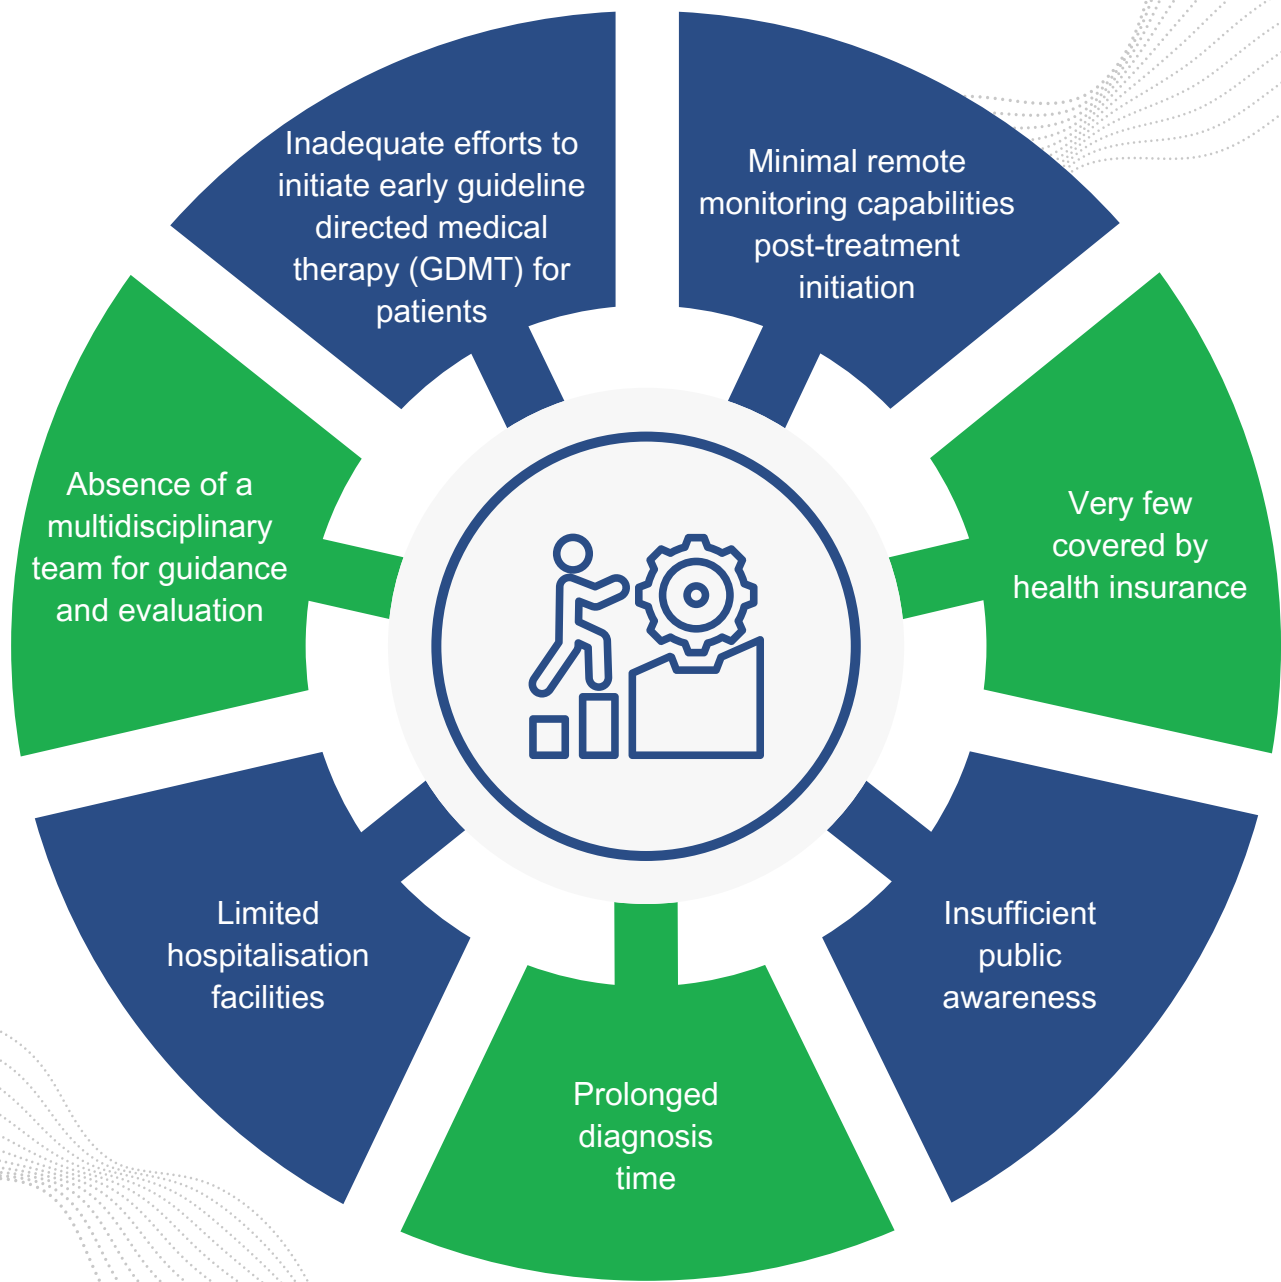 Inadequate efforts to
initiate early guideline
directed medical
therapy (GDMT) for
patients
Minimal remote
monitoring capabilities
post-treatment
initiation
Very few
covered by
health insurance
Insufficient
public
awareness
Prolonged
diagnosis
time
Limited
hospitalisation
facilities
Absence of a
multidisciplinary
team for guidance
and evaluation